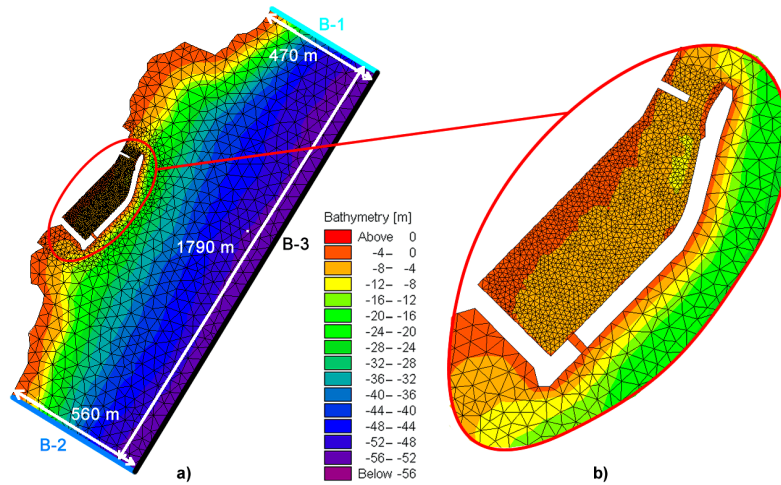 B-1
470 m
1790 m
B-3
560 m
B-2
a)
Bathymetry [m]
Above 0
-4 – 0
-8 – -4
-12 – -8
-16 – -12
-20 – -16
-24 – -20
-28 – -24
-32 – -28
-36 – -32
-40 – -36
-44 – -40
-48 – -44
-52 – -48
-56 – -52
Below -56
b)